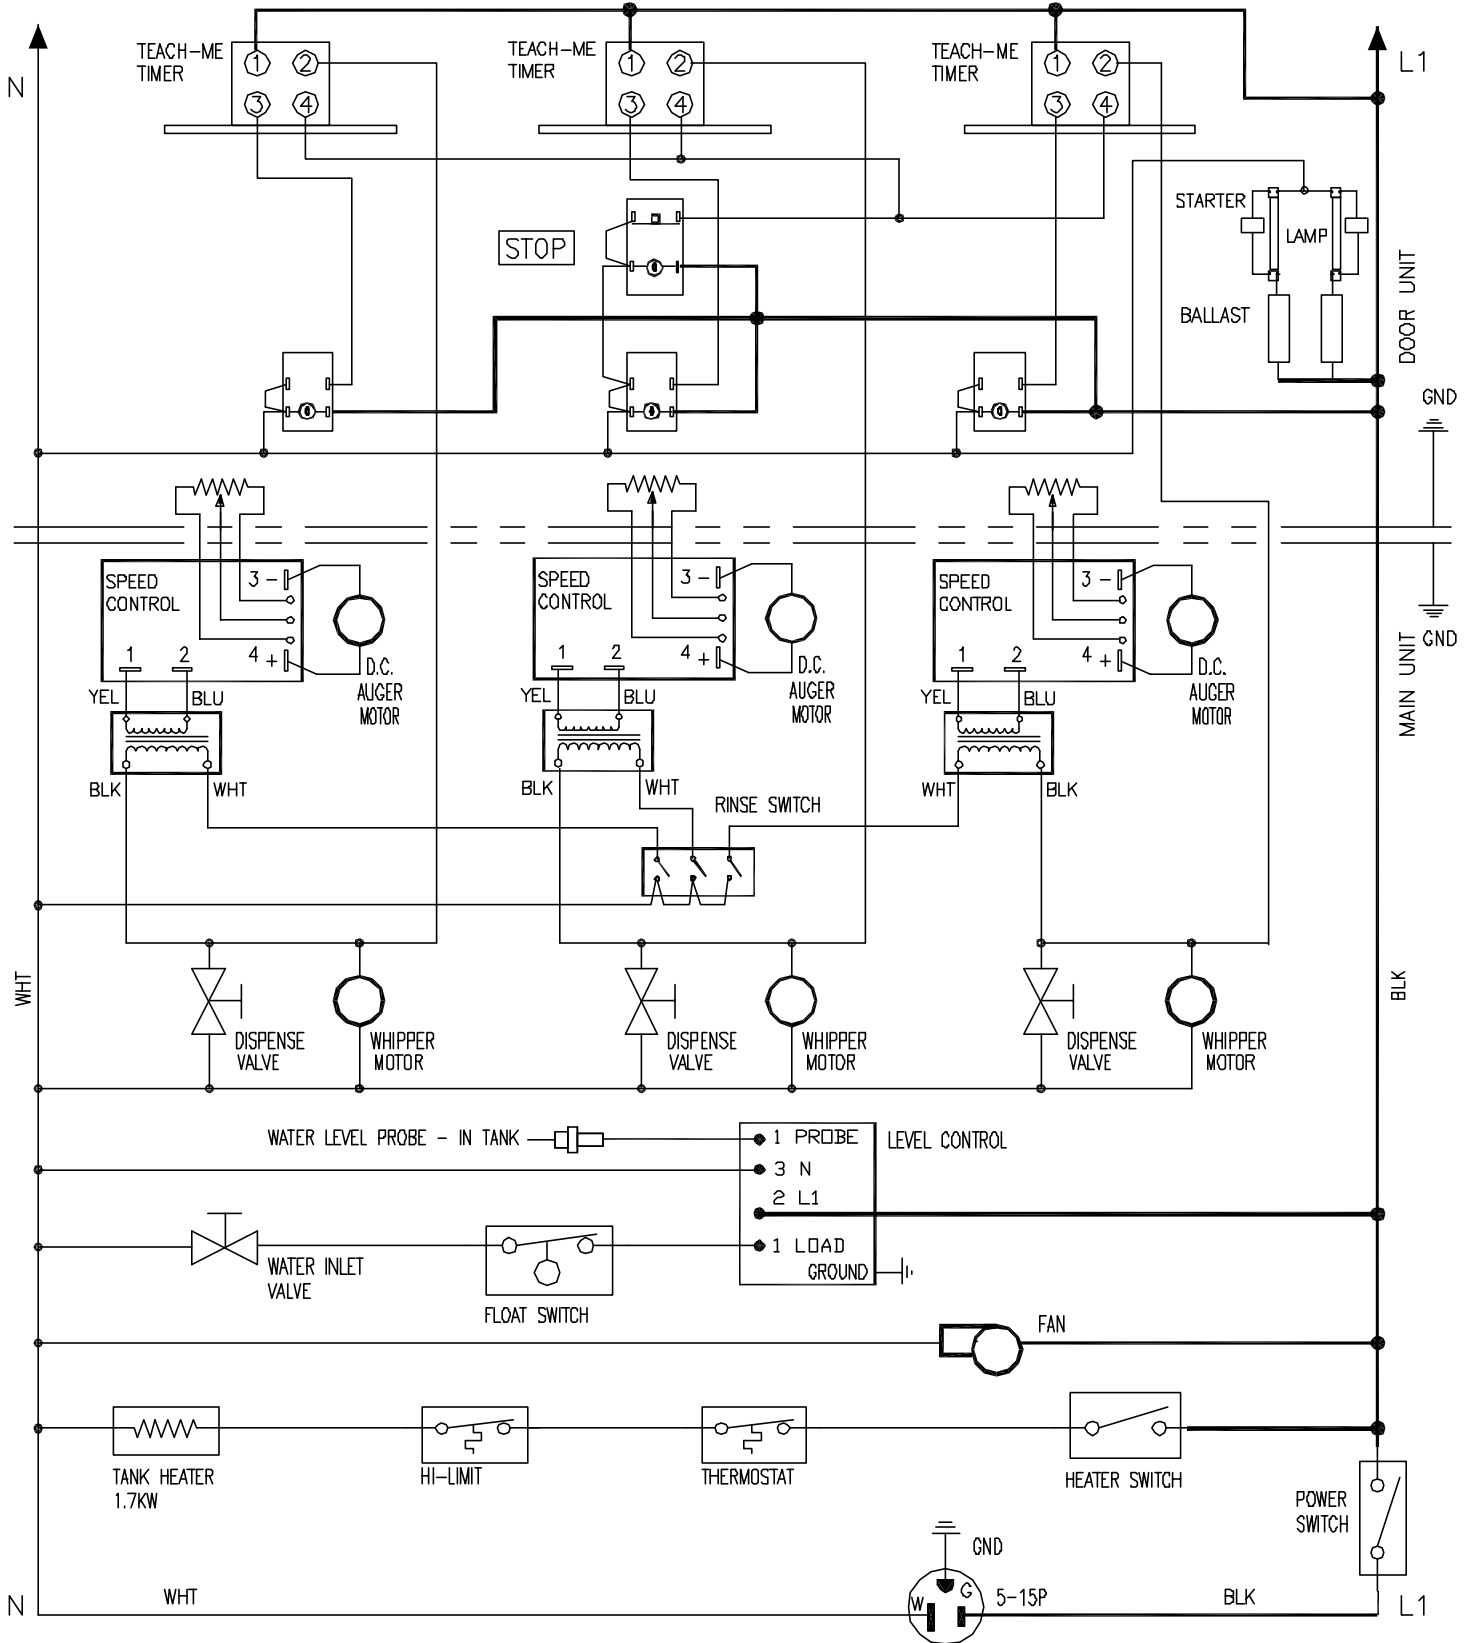 TEACH-ME
TIMER
1 2
3 4
TEACH-ME
TIMER
1 2
3 4
TEACH-ME
TIMER
1 2
3 4
N
L1
STOP
STARTER
LAMP
BALLAST
DOOR UNIT
GND
GND
MAIN UNIT
SPEED
CONTROL
3 -
4 +
1 2
D.C.
AUGER
MOTOR
YEL
BLU
BLK
WHT
SPEED
CONTROL
3 -
4 +
1 2
D.C.
AUGER
MOTOR
YEL
BLU
BLK
WHT
SPEED
CONTROL
3 -
4 +
1 2
D.C.
AUGER
MOTOR
YEL
BLU
WHT
BLK
RINSE SWITCH
WHT
BLK
DISPENSE
VALVE
WHIPPER
MOTOR
DISPENSE
VALVE
WHIPPER
MOTOR
DISPENSE
VALVE
WHIPPER
MOTOR
WATER LEVEL PROBE - IN TANK
1 PROBE
3 N
2 L1
1 LOAD
GROUND
LEVEL CONTROL
WATER INLET
VALVE
FLOAT SWITCH
FAN
TANK HEATER
1.7KW
HI-LIMIT
THERMOSTAT
HEATER SWITCH
POWER
SWITCH
GND
W
G
5-15P
N
WHT
BLK
L1